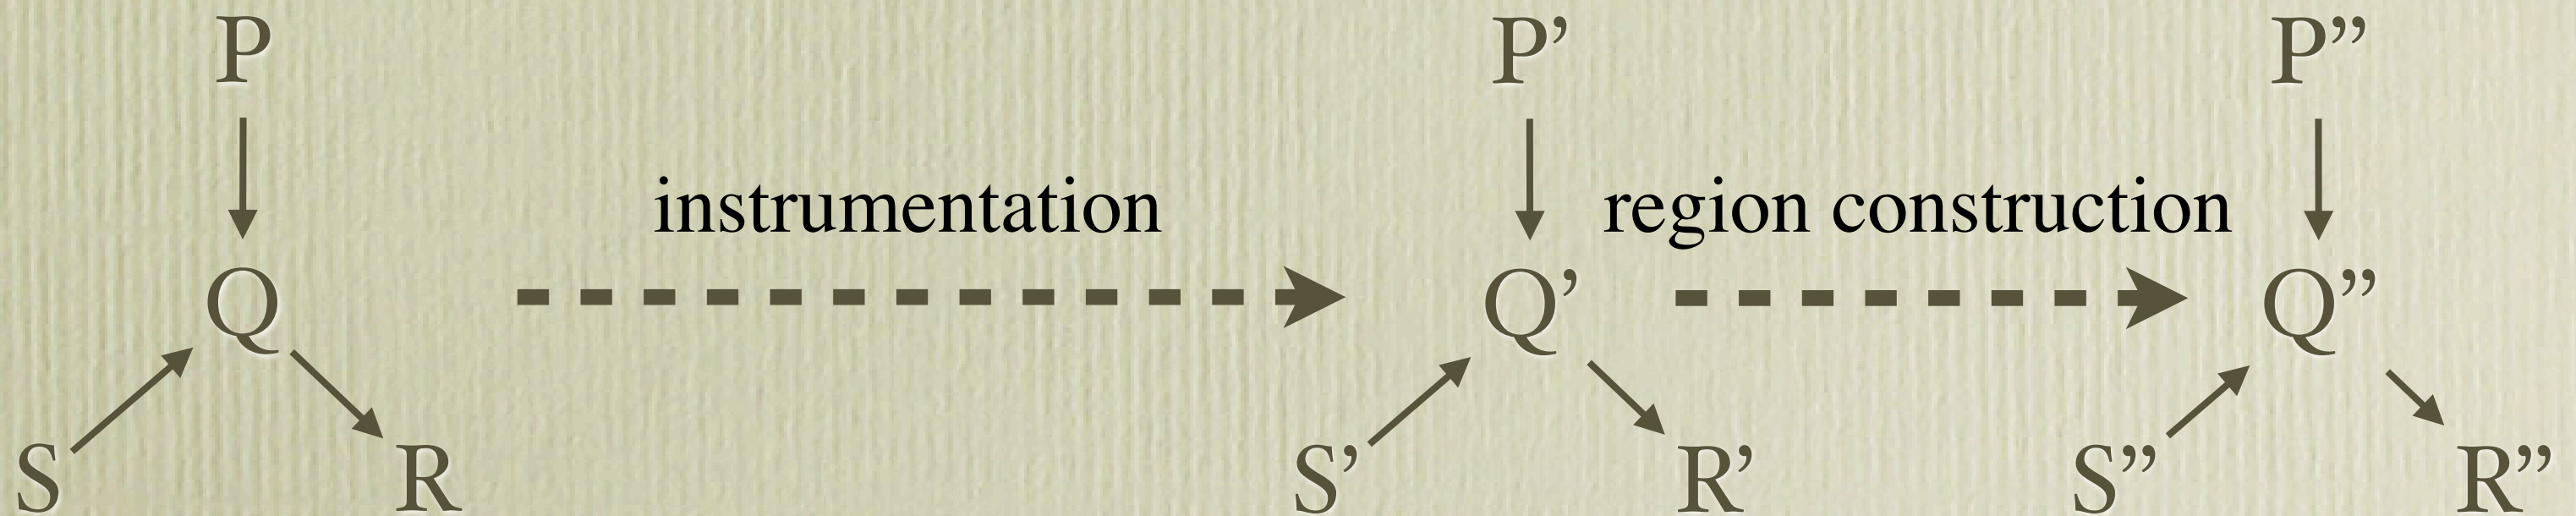 P
P’
P”
instrumentation
region construction
Q
Q’
Q”
S
R
S’
R’
S”
R”